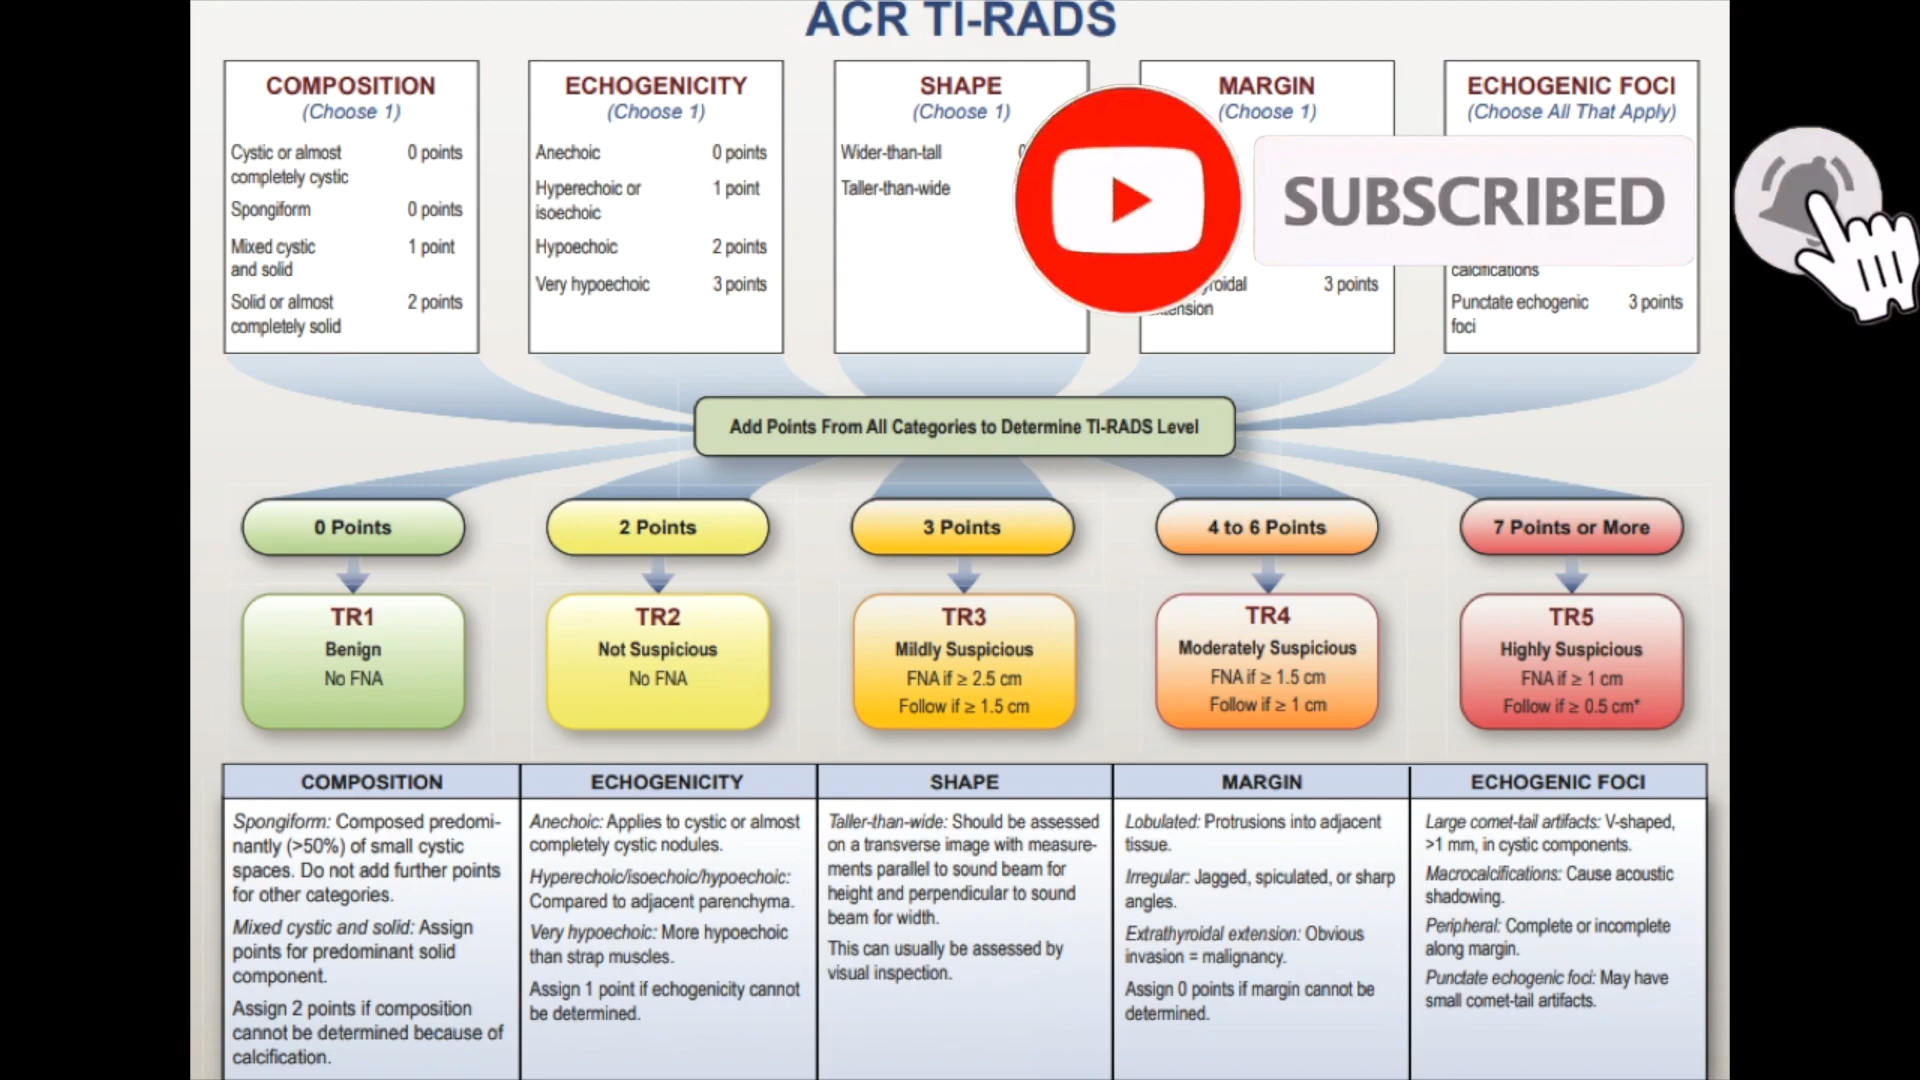 ACR TI-RADS
COMPOSITION
(Choose 1)
Cystic or almost 0 points
completely cystic
Spongiform 0 points
Mixed cystic 1 point
and solid
Solid or almost 2 points
completely solid
ECHOGENICITY
(Choose 1)
Anechoic 0 points
Hyperechoic or 1 point
isoechoic
Hypoechoic 2 points
Very hypoechoic 3 points
SHAPE
(Choose 1)
Wider-than-tall
Taller-than-wide
MARGIN
(Choose 1)
3 points
ECHOGENIC FOCI
(Choose All That Apply)
calcifications
Punctate echogenic 3 points
foci
SUBSCRIBED
Add Points From All Categories to Determine TI-RADS Level
0 Points
2 Points
3 Points
4 to 6 Points
7 Points or More
TR1
Benign
No FNA
TR2
Not Suspicious
No FNA
TR3
Mildly Suspicious
FNA if ≥ 2.5 cm
Follow if ≥ 1.5 cm
TR4
Moderately Suspicious
FNA if ≥ 1.5 cm
Follow if ≥ 1 cm
TR5
Highly Suspicious
FNA if ≥ 1 cm
Follow if ≥ 0.5 cm*
COMPOSITION
Spongiform: Composed predomi-
nantly (>50%) of small cystic
spaces. Do not add further points
for other categories.
Mixed cystic and solid: Assign
points for predominant solid
component.
Assign 2 points if composition
cannot be determined because of
calcification.
ECHOGENICITY
Anechoic: Applies to cystic or almost
completely cystic nodules.
Hyperechoic/isoechoic/hypoechoic:
Compared to adjacent parenchyma.
Very hypoechoic: More hypoechoic
than strap muscles.
Assign 1 point if echogenicity cannot
be determined.
SHAPE
Taller-than-wide: Should be assessed
on a transverse image with measure-
ments parallel to sound beam for
height and perpendicular to sound
beam for width.
This can usually be assessed by
visual inspection.
MARGIN
Lobulated: Protrusions into adjacent
tissue.
Irregular: Jagged, spiculated, or sharp
angles.
Extrathyroidal extension: Obvious
invasion = malignancy.
Assign 0 points if margin cannot be
determined.
ECHOGENIC FOCI
Large comet-tail artifacts: V-shaped,
>1 mm, in cystic components.
Macrocalcifications: Cause acoustic
shadowing.
Peripheral: Complete or incomplete
along margin.
Punctate echogenic foci: May have
small comet-tail artifacts.